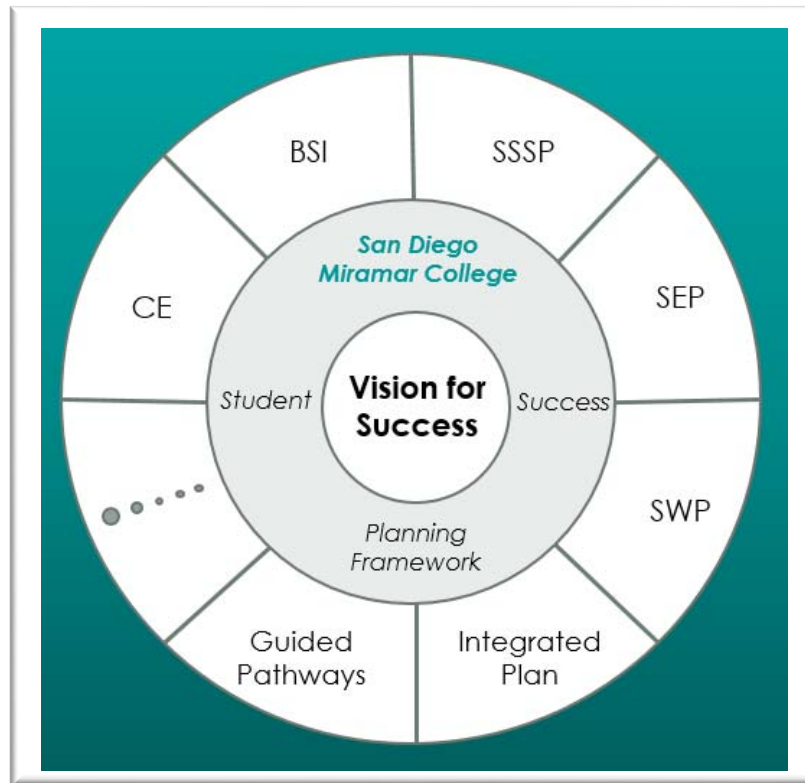 BSI
SSSP
San Diego
Miramar College
CE
SEP
Student
Vision for
Success
Success
SWP
Planning
Framework
Guided
Pathways
Integrated
Plan